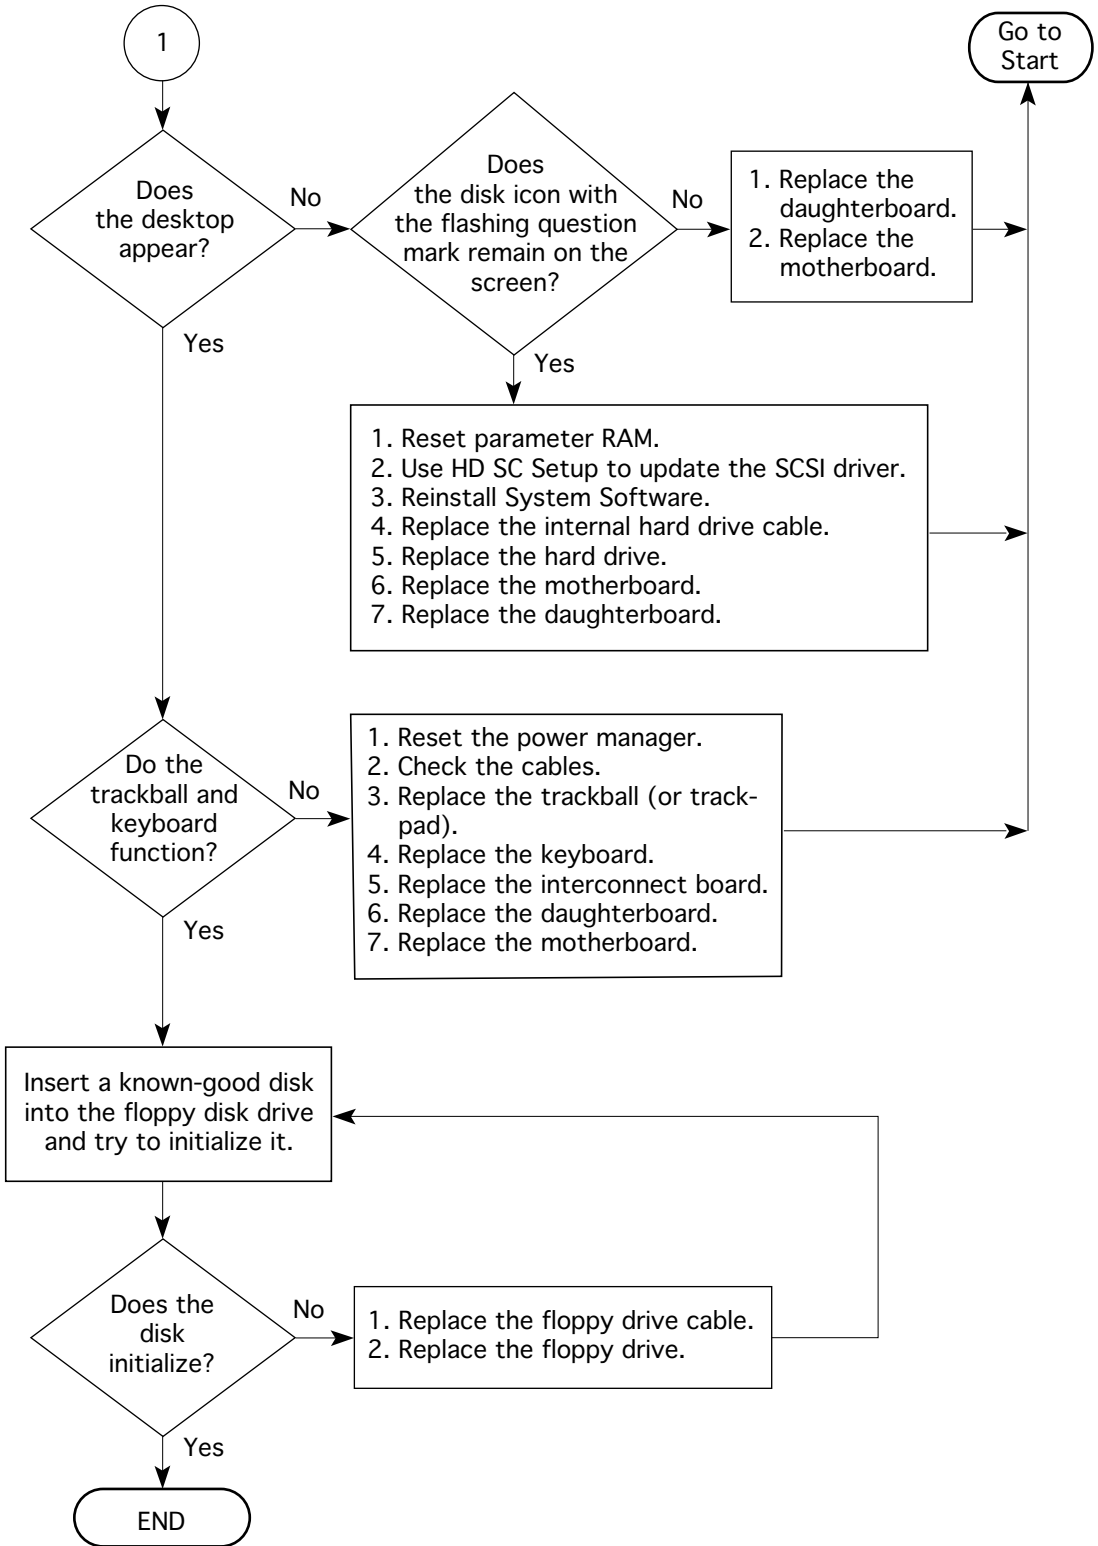 1
Go to
Start
Does
the desktop
appear?
No
Does
the disk icon with
the flashing question
mark remain on the
screen?
No
1. Replace the
daughterboard.
2. Replace the
motherboard.
Yes
Yes
1. Reset parameter RAM.
2. Use HD SC Setup to update the SCSI driver.
3. Reinstall System Software.
4. Replace the internal hard drive cable.
5. Replace the hard drive.
6. Replace the motherboard.
7. Replace the daughterboard.
Do the
trackball and
keyboard
function?
No
1. Reset the power manager.
2. Check the cables.
3. Replace the trackball (or track-
pad).
4. Replace the keyboard.
5. Replace the interconnect board.
6. Replace the daughterboard.
7. Replace the motherboard.
Yes
Insert a known-good disk
into the floppy disk drive
and try to initialize it.
Does the
disk
initialize?
No
1. Replace the floppy drive cable.
2. Replace the floppy drive.
Yes
END